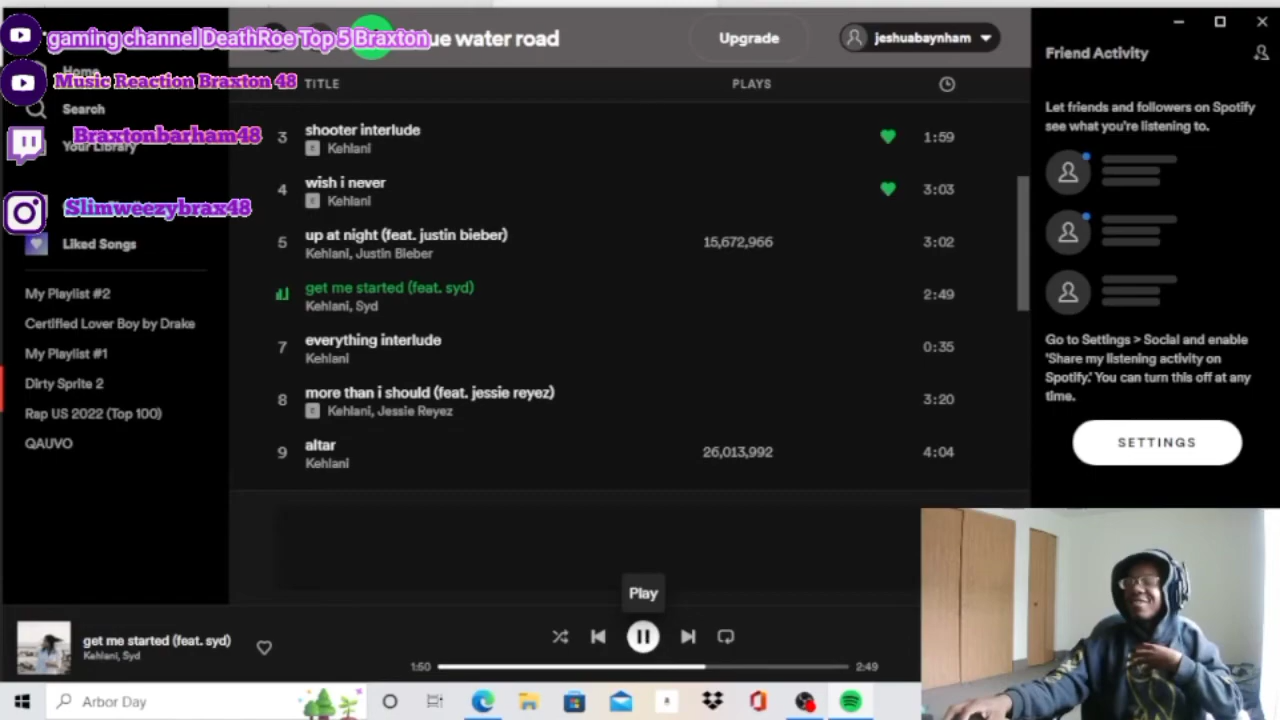 gaming channel DeathRoe Top 5 Braxton
ue water road
Upgrade
jeshuabaynham
Music Reaction Braxton 48
Home
Search
Braxtonbarham48
Your Library
Slimweezybrax48
Liked Songs
My Playlist #2
Certified Lover Boy by Drake
My Playlist #1
Dirty Sprite 2
Rap US 2022 (Top 100)
QAUVO
TITLE
PLAYS
3
shooter interlude
E Kehlani
1:59
4
wish i never
E Kehlani
3:03
5
up at night (feat. justin bieber)
Kehlani, Justin Bieber
15,672,966
3:02
get me started (feat. syd)
Kehlani, Syd
2:49
7
everything interlude
Kehlani
0:35
8
more than i should (feat. jessie reyez)
E Kehlani, Jessie Reyez
3:20
9
altar
Kehlani
26,013,992
4:04
Friend Activity
Let friends and followers on Spotify
see what you're listening to.
Go to Settings > Social and enable
'Share my listening activity on
Spotify.' You can turn this off at any
time.
SETTINGS
Play
get me started (feat. syd)
Kehlani, Syd
1:50
2:49
Arbor Day